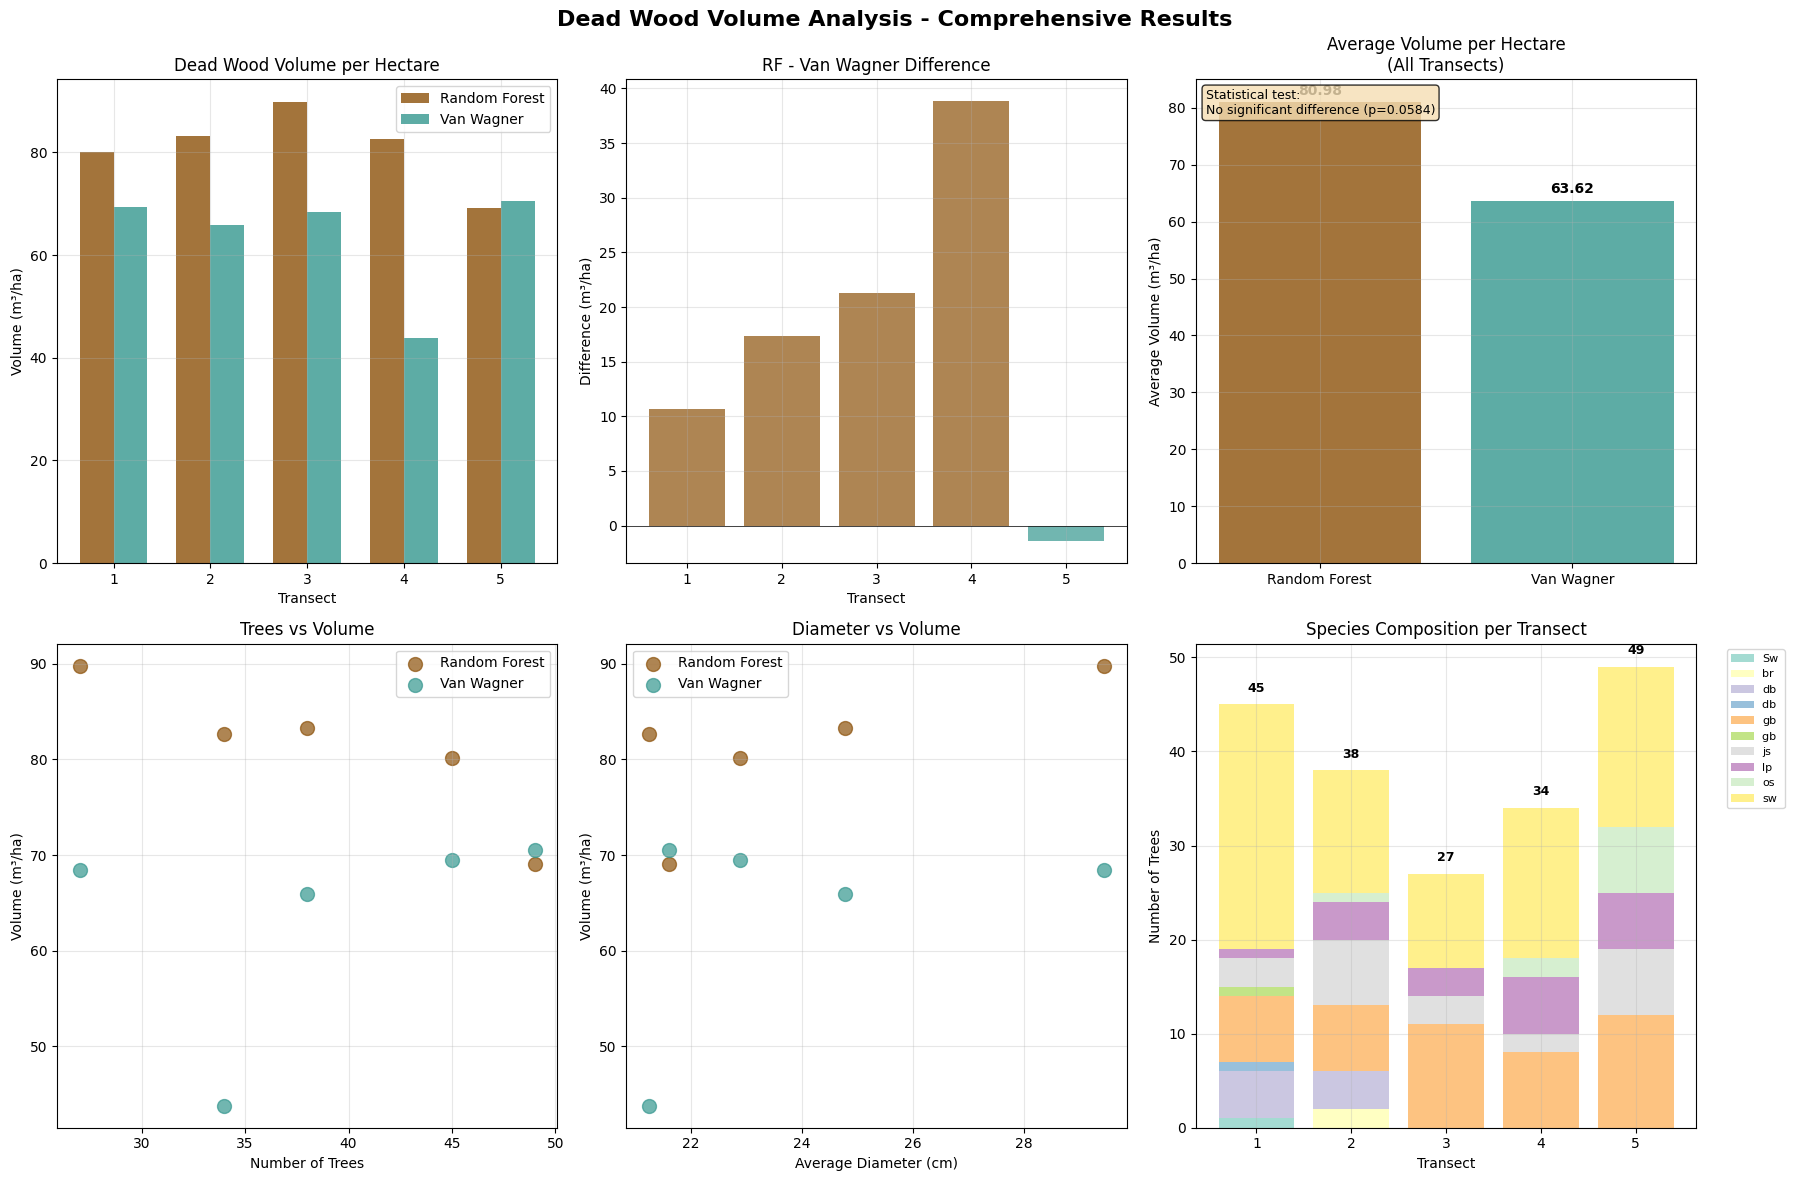 Dead Wood Volume Analysis - Comprehensive Results
Dead Wood Volume per Hectare
Random Forest
Van Wagner
Volume (m³/ha)
80
60
40
20
0
1 2 3 4 5
Transect
RF - Van Wagner Difference
Difference (m³/ha)
40
35
30
25
20
15
10
5
0
1 2 3 4 5
Transect
Average Volume per Hectare
(All Transects)
80.98
Statistical test:
No significant difference (p=0.0584)
63.62
Average Volume (m³/ha)
80
70
60
50
40
30
20
10
0
Random Forest Van Wagner
Trees vs Volume
Random Forest
Van Wagner
Volume (m³/ha)
90
80
70
60
50
30 35 40 45 50
Number of Trees
Diameter vs Volume
Random Forest
Van Wagner
Volume (m³/ha)
90
80
70
60
50
22 24 26 28
Average Diameter (cm)
Species Composition per Transect
45
38
27
34
49
Number of Trees
50
40
30
20
10
0
1 2 3 4 5
Transect
Sw
br
db
db
gb
gb
js
lp
os
sw